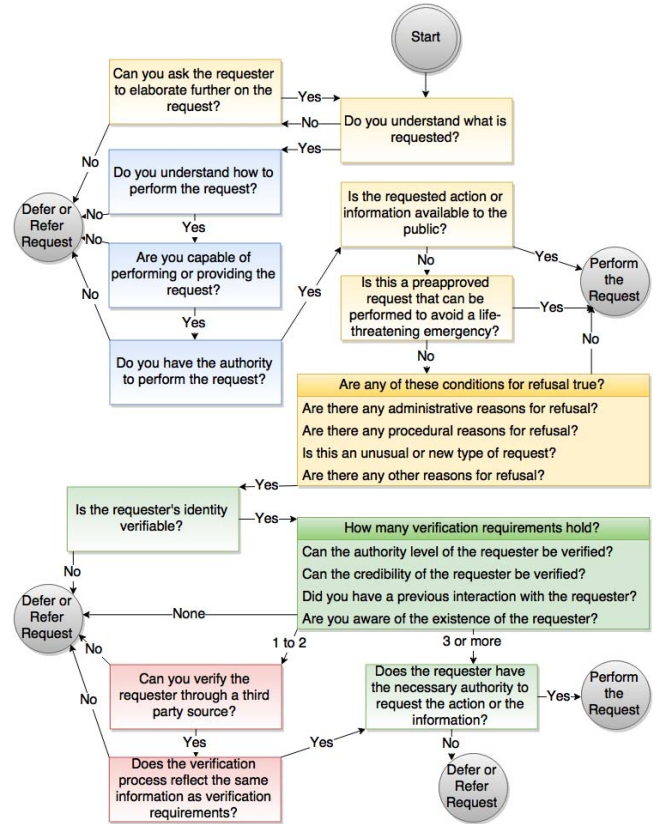 Start
Can you ask the requester
to elaborate further on the
request?
Yes
No
Do you understand what is
requested?
Yes
No
Do you understand how to
perform the request?
Is the requested action or
information available to the
public?
Defer or
Refer
Request
No
Yes
No
Are you capable of
performing or providing the
request?
Yes
No
Yes
Perform
the
Request
Is this a preapproved
request that can be
performed to avoid a life-
threatening emergency?
Yes
No
Yes
No
Do you have the authority
to perform the request?
No
Are any of these conditions for refusal true?
Are there any administrative reasons for refusal?
Are there any procedural reasons for refusal?
Is this an unusual or new type of request?
Are there any other reasons for refusal?
Yes
Is the requester's identity
verifiable?
Yes
How many verification requirements hold?
Can the authority level of the requester be verified?
Can the credibility of the requester be verified?
Did you have a previous interaction with the requester?
Are you aware of the existence of the requester?
No
Defer or
Refer
Request
None
1 to 2
3 or more
No
Can you verify the
requester through a third
party source?
Does the requester have
the necessary authority to
request the action or the
information?
Yes
Perform
the
Request
No
Yes
Yes
No
Does the verification
process reflect the same
information as verification
requirements?
Defer or
Refer
Request